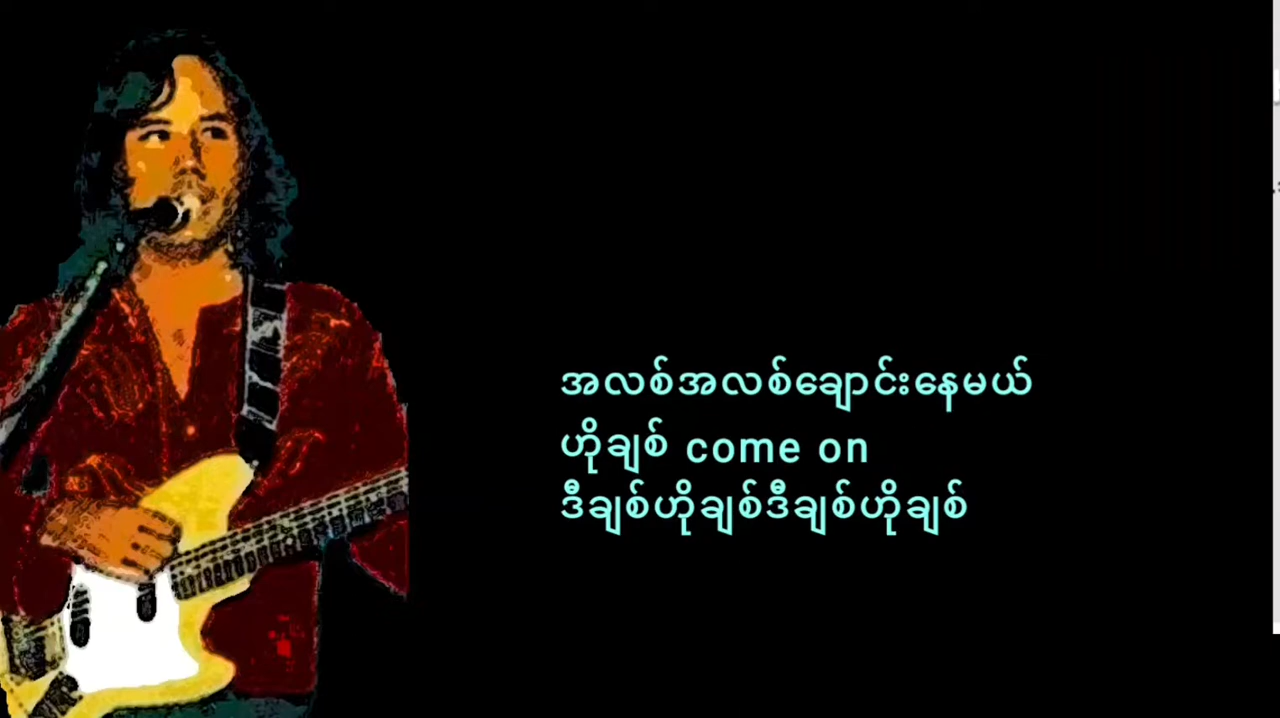 အလစ်အလစ်ချောင်းနေမယ်
ဟိုချစ် come on
ဒီချစ်ဟိုချစ်ဒီချစ်ဟိုချစ်